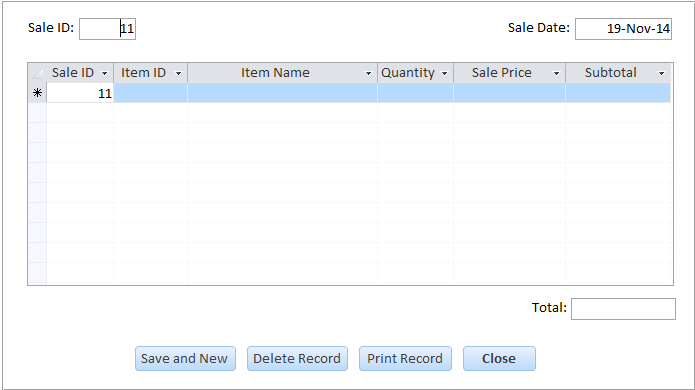 Sale ID: 11 Sale Date: 19-Nov-14
Sale ID Item ID Item Name Quantity Sale Price Subtotal
* 11
Total:
Save and New Delete Record Print Record Close